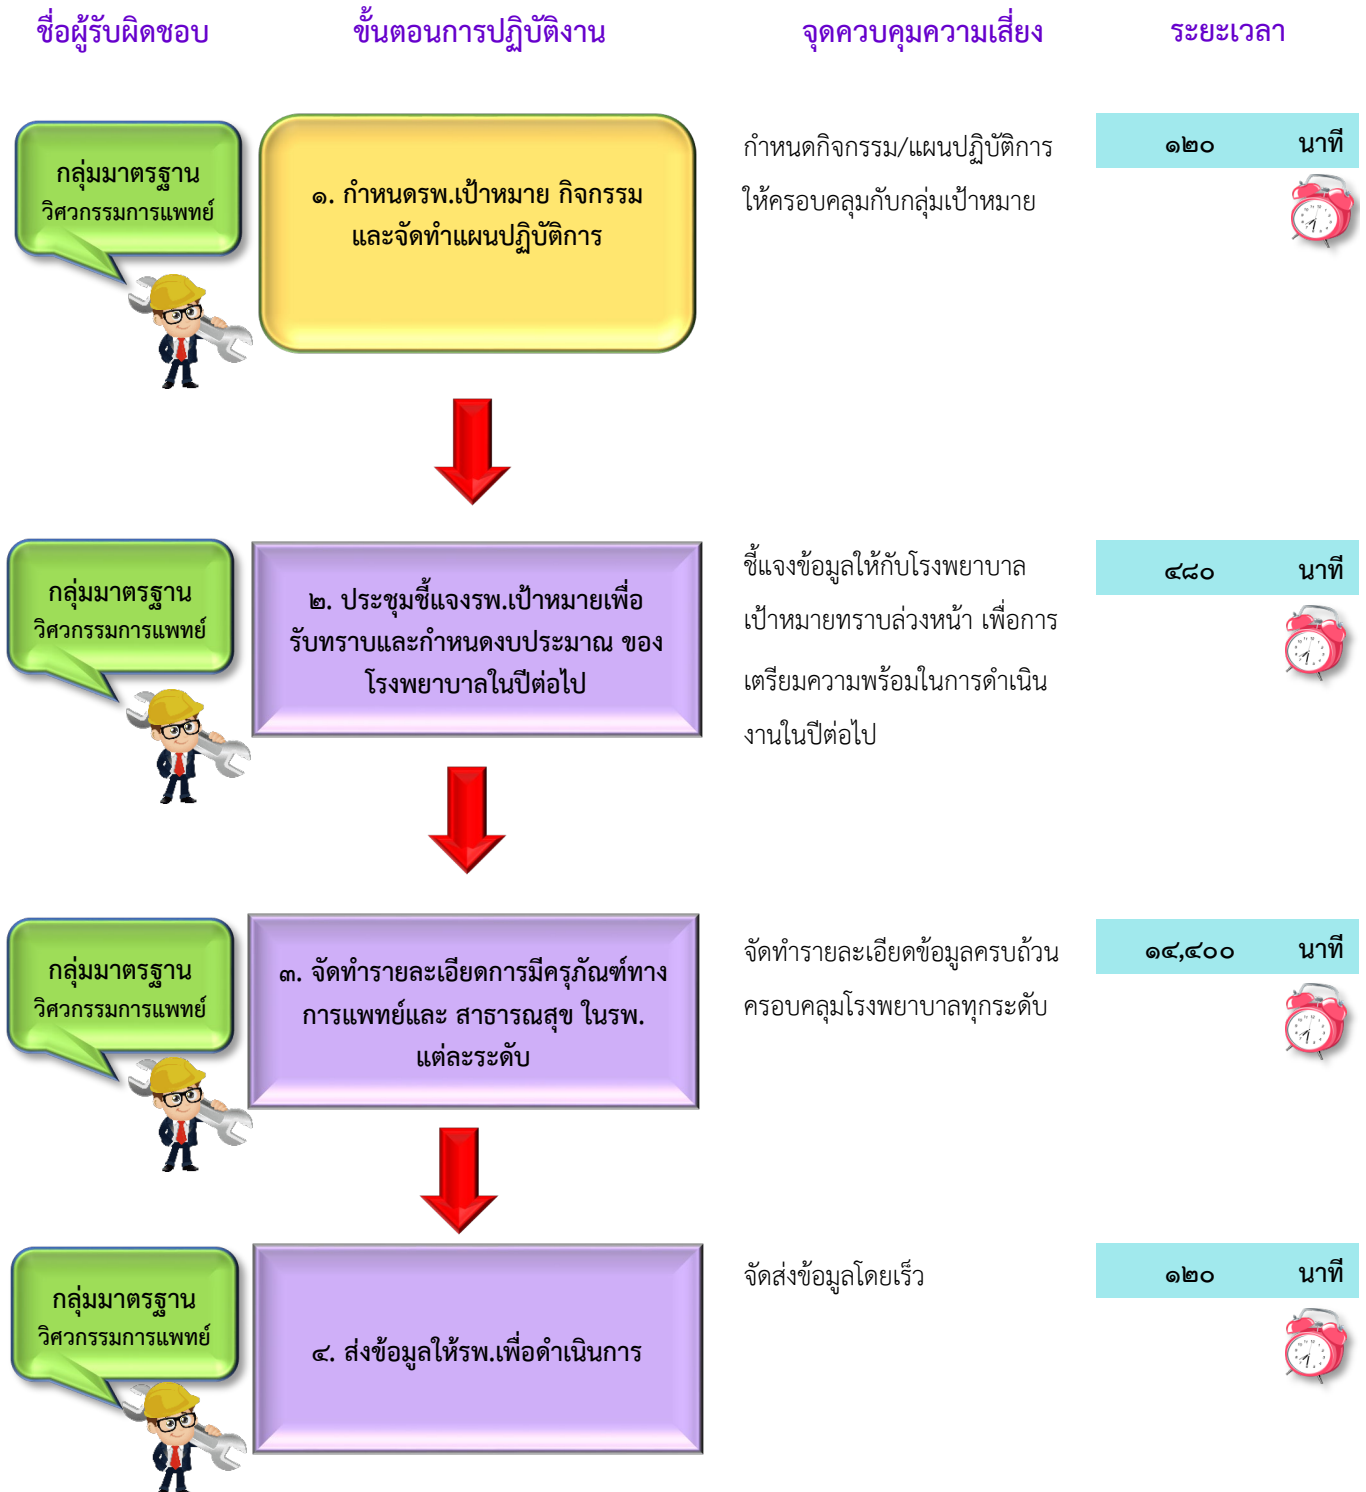 ชื่อผู้รับผิดชอบ ขั้นตอนการปฏิบัติงาน จุดควบคุมความเสี่ยง ระยะเวลา
กลุ่มมาตรฐาน
วิศวกรรมการแพทย์
๑. กำหนดรพ.เป้าหมาย กิจกรรม
และจัดทำแผนปฏิบัติการ
กำหนดกิจกรรม/แผนปฏิบัติการ
ให้ครอบคลุมกับกลุ่มเป้าหมาย
๑๒๐ นาที
กลุ่มมาตรฐาน
วิศวกรรมการแพทย์
๒. ประชุมชี้แจงรพ.เป้าหมายเพื่อ
รับทราบและกำหนดงบประมาณ ของ
โรงพยาบาลในปีต่อไป
ชี้แจงข้อมูลให้กับโรงพยาบาล
เป้าหมายทราบล่วงหน้า เพื่อการ
เตรียมความพร้อมในการดำเนิน
งานในปีต่อไป
๔๘๐ นาที
กลุ่มมาตรฐาน
วิศวกรรมการแพทย์
๓. จัดทำรายละเอียดการมีครุภัณฑ์ทาง
การแพทย์และ สาธารณสุข ในรพ.
แต่ละระดับ
จัดทำรายละเอียดข้อมูลครบถ้วน
ครอบคลุมโรงพยาบาลทุกระดับ
๑๔,๔๐๐ นาที
กลุ่มมาตรฐาน
วิศวกรรมการแพทย์
๔. ส่งข้อมูลให้รพ.เพื่อดำเนินการ
จัดส่งข้อมูลโดยเร็ว
๑๒๐ นาที